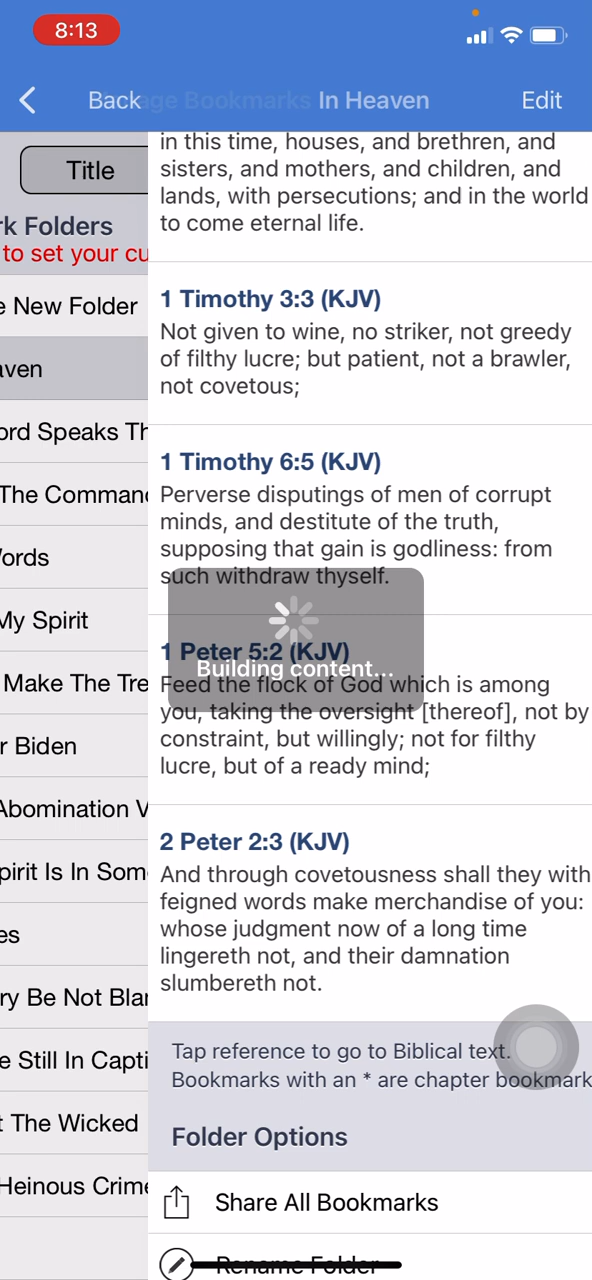 8:13
Back
age Bookmarks In Heaven
Edit
Title
rk Folders
to set your cu
e New Folder
aven
ord Speaks Th
The Comman
Words
My Spirit
Make The Tre
r Biden
Abomination V
pirit Is In Som
es
ry Be Not Blar
e Still In Capti
t The Wicked
Heinous Crime
in this time, houses, and brethren, and
sisters, and mothers, and children, and
lands, with persecutions; and in the world
to come eternal life.
1 Timothy 3:3 (KJV)
Not given to wine, no striker, not greedy
of filthy lucre; but patient, not a brawler,
not covetous;
1 Timothy 6:5 (KJV)
Perverse disputings of men of corrupt
minds, and destitute of the truth,
supposing that gain is godliness: from
such withdraw thyself.
1 Peter 5:2 (KJV)
Building content...
Feed the flock of God which is among
you, taking the oversight [thereof], not by
constraint, but willingly; not for filthy
lucre, but of a ready mind;
2 Peter 2:3 (KJV)
And through covetousness shall they with
feigned words make merchandise of you:
whose judgment now of a long time
lingereth not, and their damnation
slumbereth not.
Tap reference to go to Biblical text.
Bookmarks with an * are chapter bookmark
Folder Options
Share All Bookmarks
Rename Folder